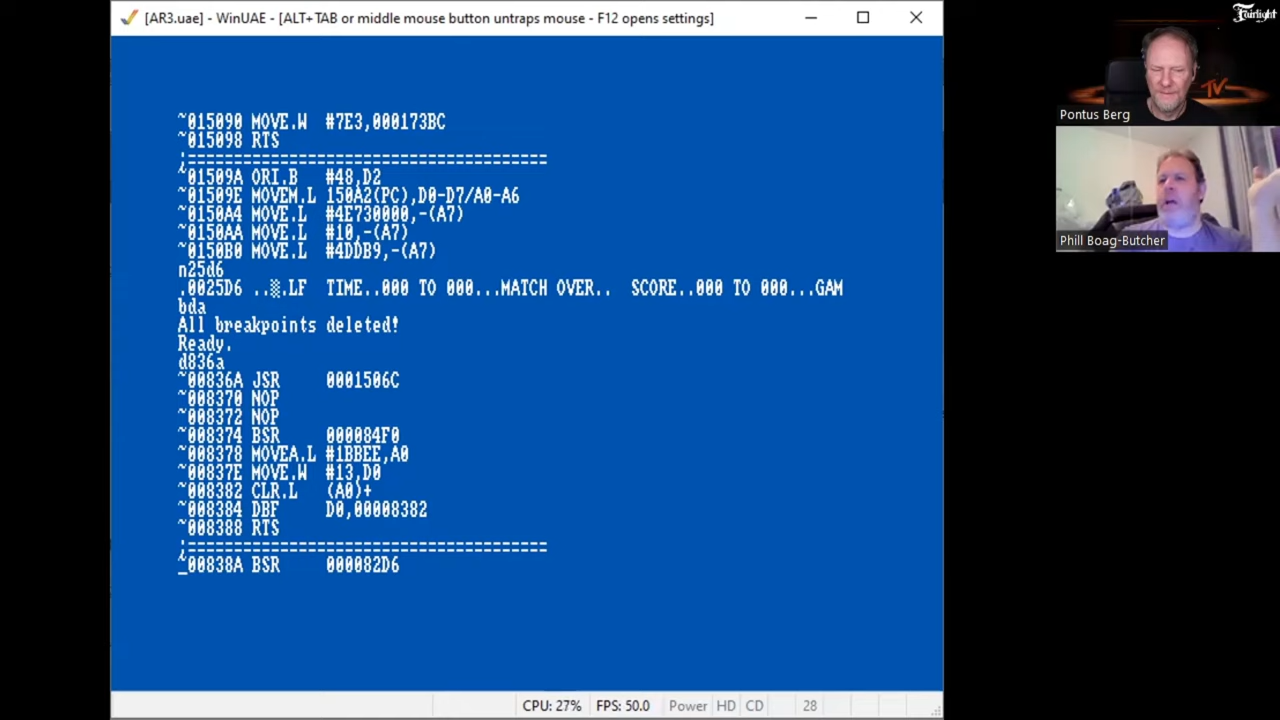 [AR3.uae] - WinUAE - [ALT+TAB or middle mouse button untraps mouse - F12 opens settings]
Fairlight
TV
Pontus Berg
Phill Boag-Butcher
~015090 MOVE.W #7E3,000173BC
~015098 RTS
;=======================================
~01509A ORI.B #48,D2
~01509E MOVEM.L 150A2(PC),D0-D7/A0-A6
~0150A4 MOVE.L #4E730000,-(A7)
~0150AA MOVE.L #10,-(A7)
~0150B0 MOVE.L #4DDB9,-(A7)
n25d6
.0025D6 ..▒.LF TIME..000 TO 000...MATCH OVER.. SCORE..000 TO 000...GAM
bda
All breakpoints deleted!
Ready.
d836a
~00836A JSR 0001506C
~008370 NOP
~008372 NOP
~008374 BSR 000084F0
~008378 MOVEA.L #1BBEE,A0
~00837E MOVE.W #13,D0
~008382 CLR.L (A0)+
~008384 DBF D0,00008382
~008388 RTS
;=======================================
_00838A BSR 000082D6
CPU: 27% FPS: 50.0 Power HD CD 28